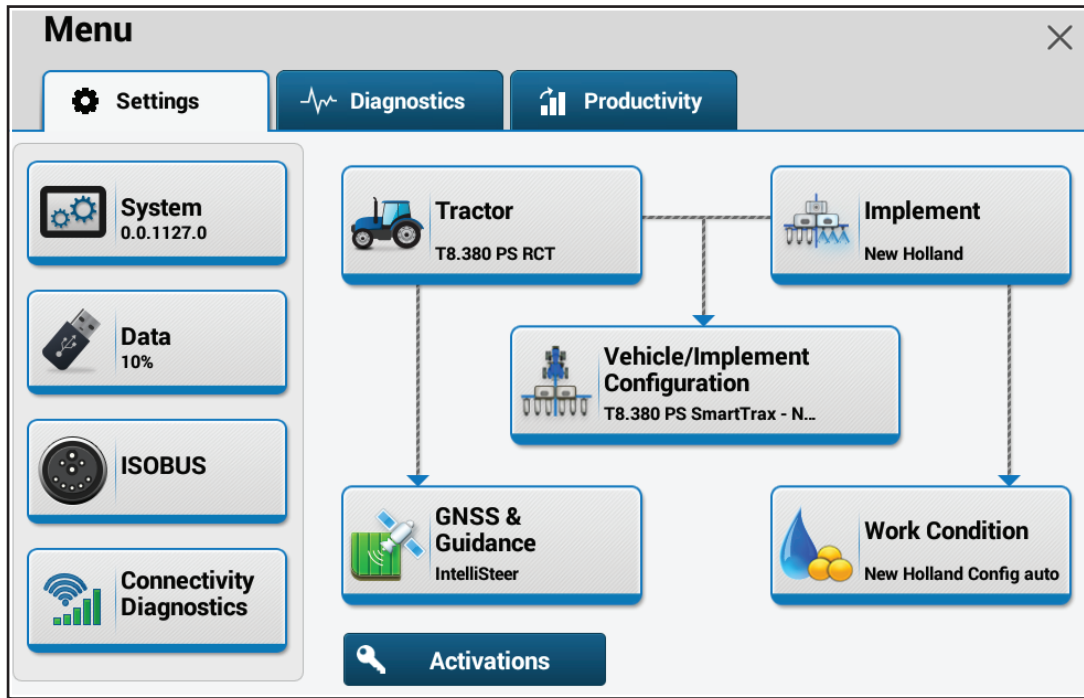 Menu
Settings
Diagnostics
Productivity
System
0.0.1127.0
Data
10%
ISOBUS
Connectivity
Diagnostics
Tractor
T8.380 PS RCT
Implement
New Holland
Vehicle/Implement
Configuration
T8.380 PS SmartTrax - N...
GNSS &
Guidance
IntelliSteer
Work Condition
New Holland Config auto
Activations